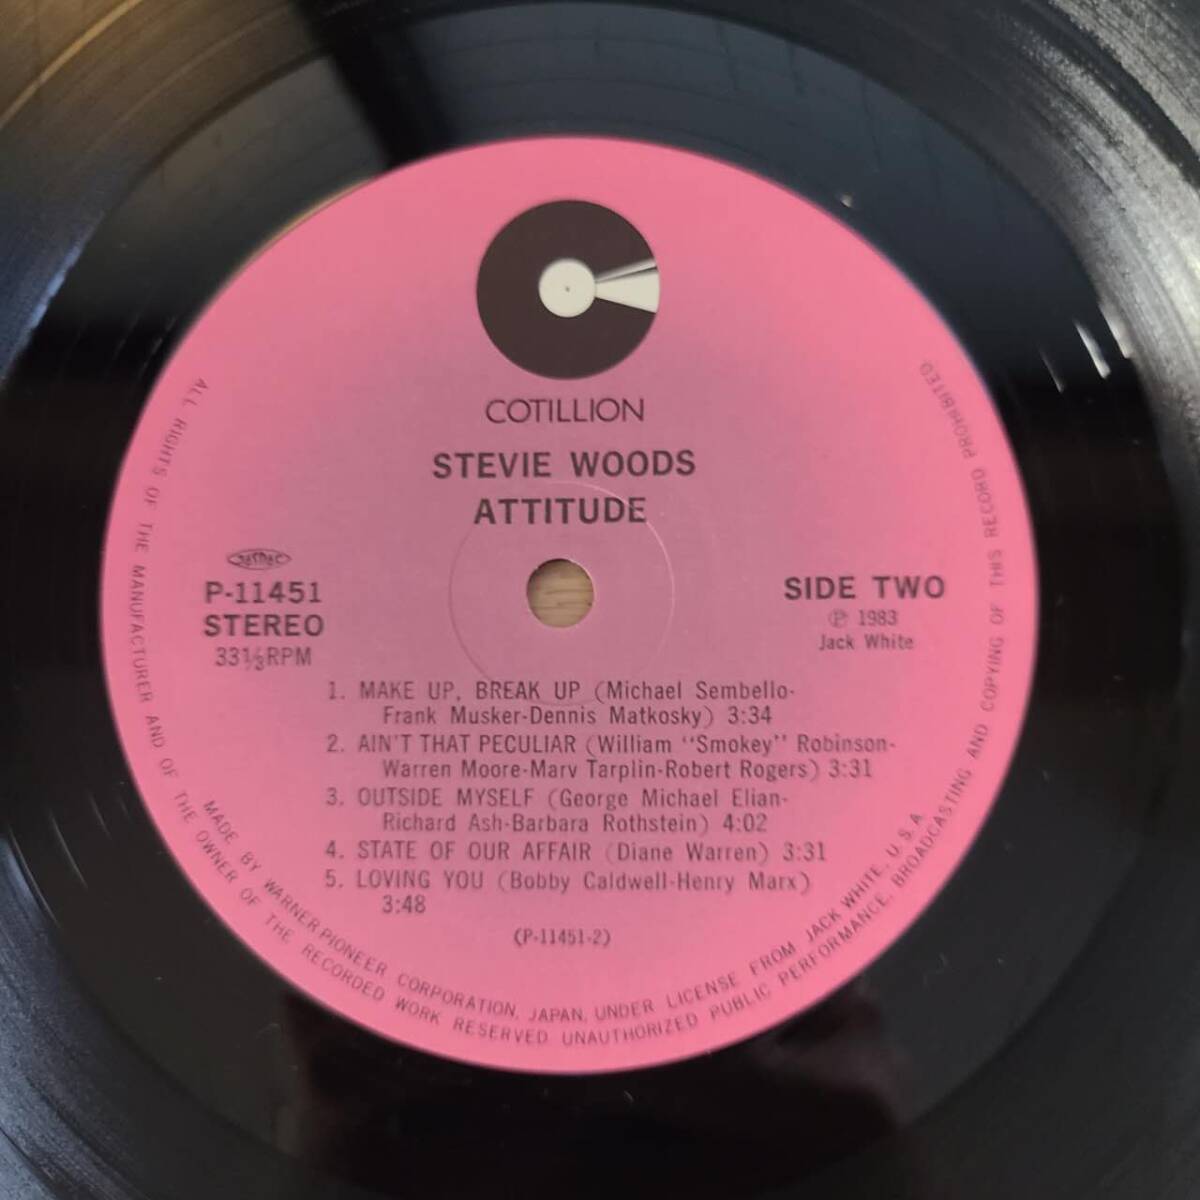 COTILLION
STEVIE WOODS
ATTITUDE
JASRAC
P-11451
STEREO
33⅓RPM
SIDE TWO
Ⓟ 1983
Jack White
1. MAKE UP, BREAK UP (Michael Sembello-
Frank Musker-Dennis Matkosky) 3:34
2. AIN'T THAT PECULIAR (William "Smokey" Robinson-
Warren Moore-Marv Tarplin-Robert Rogers) 3:31
3. OUTSIDE MYSELF (George Michael Elian-
Richard Ash-Barbara Rothstein) 4:02
4. STATE OF OUR AFFAIR (Diane Warren) 3:31
5. LOVING YOU (Bobby Caldwell-Henry Marx)
3:48
(P-11451-2)
MADE BY WARNER-PIONEER CORPORATION, JAPAN, UNDER LICENSE FROM JACK WHITE, U.S.A
ALL RIGHTS OF THE MANUFACTURER AND OF THE OWNER OF THE RECORDED WORK RESERVED UNAUTHORIZED PUBLIC PERFORMANCE, BROADCASTING AND COPYING OF THIS RECORD PROHIBITED.